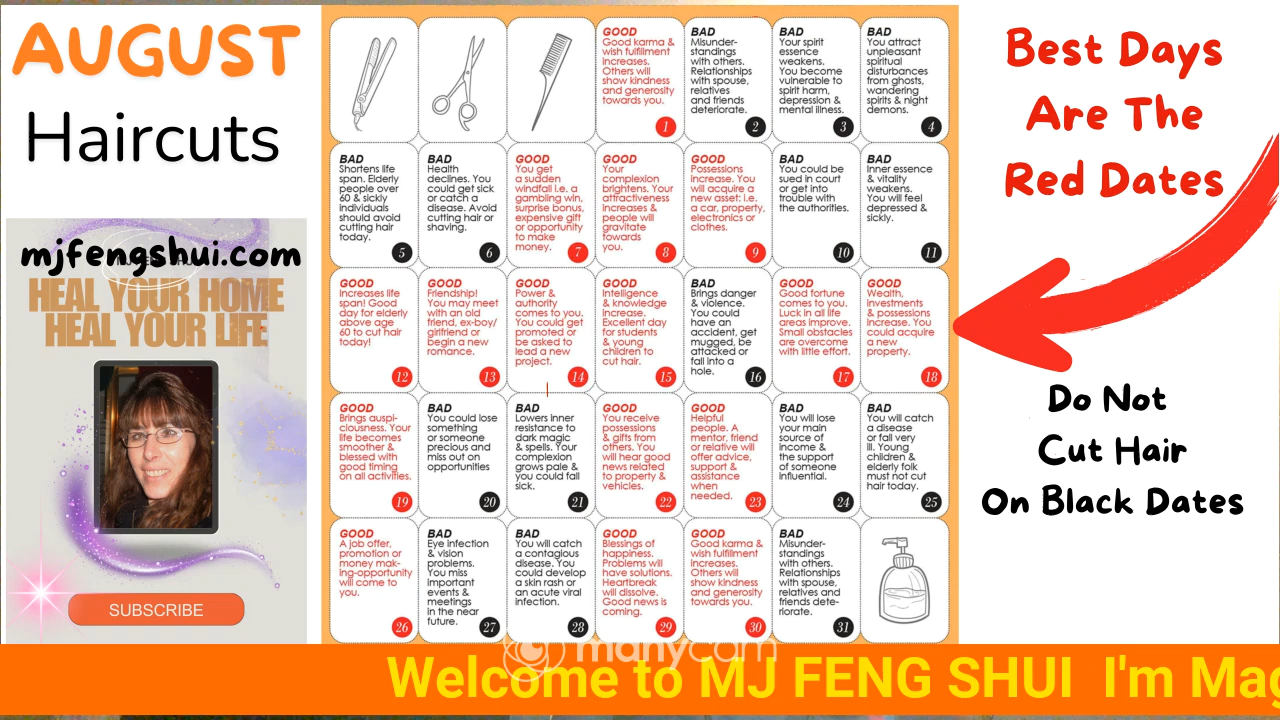 AUGUST
Haircuts
mjfengshui.com
HEAL YOUR HOME
HEAL YOUR LIFE
SUBSCRIBE
GOOD
Good karma &
wish fulfillment
increases.
Others will
show kindness
and generosity
towards you.
1
BAD
Misunder-
standings
with others.
Relationships
with spouse,
relatives
and friends
deteriorate.
2
BAD
Your spirit
essence
weakens.
You become
vulnerable to
spirit harm,
depression &
mental illness.
3
BAD
You attract
unpleasant
spiritual
disturbances
from ghosts,
wandering
spirits & night
demons.
4
BAD
Shortens life
span. Elderly
people over
60 & sickly
individuals
should avoid
cutting hair
today.
5
BAD
Health
declines. You
could get sick
or catch a
disease. Avoid
cutting hair or
shaving.
6
GOOD
You get
a sudden
windfall i.e. a
gambling win,
surprise bonus,
expensive gift
or opportunity
to make
money.
7
GOOD
Your
complexion
brightens. Your
attractiveness
increases &
people will
gravitate
towards
you.
8
GOOD
Possessions
increase. You
will acquire a
new asset: i.e.
a car, property,
electronics or
clothes.
9
BAD
You could be
sued in court
or get into
trouble with
the authorities.
10
BAD
Inner essence
& vitality
weakens.
You will feel
depressed &
sickly.
11
GOOD
Increases life
span! Good
day for elderly
above age
60 to cut hair
today!
12
GOOD
Friendship!
You may meet
with an old
friend, ex-boy/
girlfriend or
begin a new
romance.
13
GOOD
Power &
authority
comes to you.
You could get
promoted or
be asked to
lead a new
project.
14
GOOD
Intelligence
& knowledge
increase.
Excellent day
for students
& young
children to
cut hair.
15
BAD
Brings danger
& violence.
You could
have an
accident, get
mugged, be
attacked or
fall into a
hole.
16
GOOD
Good fortune
comes to you.
Luck in all life
areas improve.
Small obstacles
are overcome
with little effort.
17
GOOD
Wealth,
investments
& possessions
increase. You
could acquire
a new
property.
18
GOOD
Brings auspi-
ciousness. Your
life becomes
smoother &
blessed with
good timing
on all activities.
19
BAD
You could lose
something
or someone
precious and
miss out on
opportunities
20
BAD
Lowers inner
resistance to
dark magic
& spells. Your
complexion
grows pale &
you could fall
sick.
21
GOOD
You receive
possessions
& gifts from
others. You
will hear good
news related
to property &
vehicles.
22
GOOD
Helpful
people. A
mentor, friend
or relative will
offer advice,
support &
assistance
when
needed.
23
BAD
You will lose
your main
source of
income &
the support
of someone
influential.
24
BAD
You will catch
a disease
or fall very
ill. Young
children &
elderly folk
must not cut
hair today.
25
GOOD
A job offer,
promotion or
money mak-
ing-opportunity
will come to
you.
26
BAD
Eye infection
& vision
problems.
You miss
important
events &
meetings
in the near
future.
27
BAD
You will catch
a contagious
disease. You
could develop
a skin rash or
an acute viral
infection.
28
GOOD
Blessings of
happiness.
Problems will
have solutions.
Heartbreak
will dissolve.
Good news is
coming.
29
GOOD
Good karma &
wish fulfillment
increases.
Others will
show kindness
and generosity
towards you.
30
BAD
Misunder-
standings
with others.
Relationships
with spouse,
relatives and
friends dete-
riorate.
31
Best Days
Are The
Red Dates
Do Not
Cut Hair
On Black Dates
manycam
Welcome to MJ FENG SHUI I'm Mag